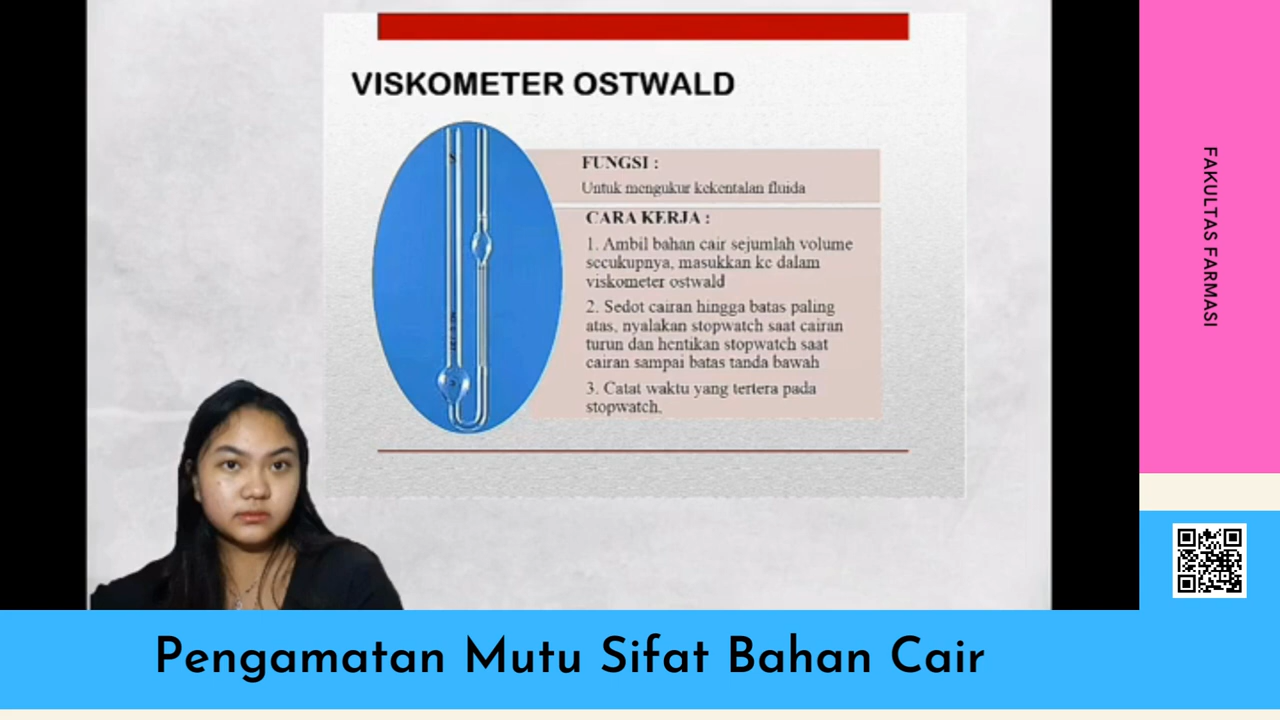 VISKOMETER OSTWALD
FUNGSI :
Untuk mengukur kekentalan fluida
CARA KERJA :
1. Ambil bahan cair sejumlah volume
secukupnya, masukkan ke dalam
viskometer ostwald
2. Sedot cairan hingga batas paling
atas, nyalakan stopwatch saat cairan
turun dan hentikan stopwatch saat
cairan sampai batas tanda bawah
3. Catat waktu yang tertera pada
stopwatch.
FAKULTAS FARMASI
Pengamatan Mutu Sifat Bahan Cair